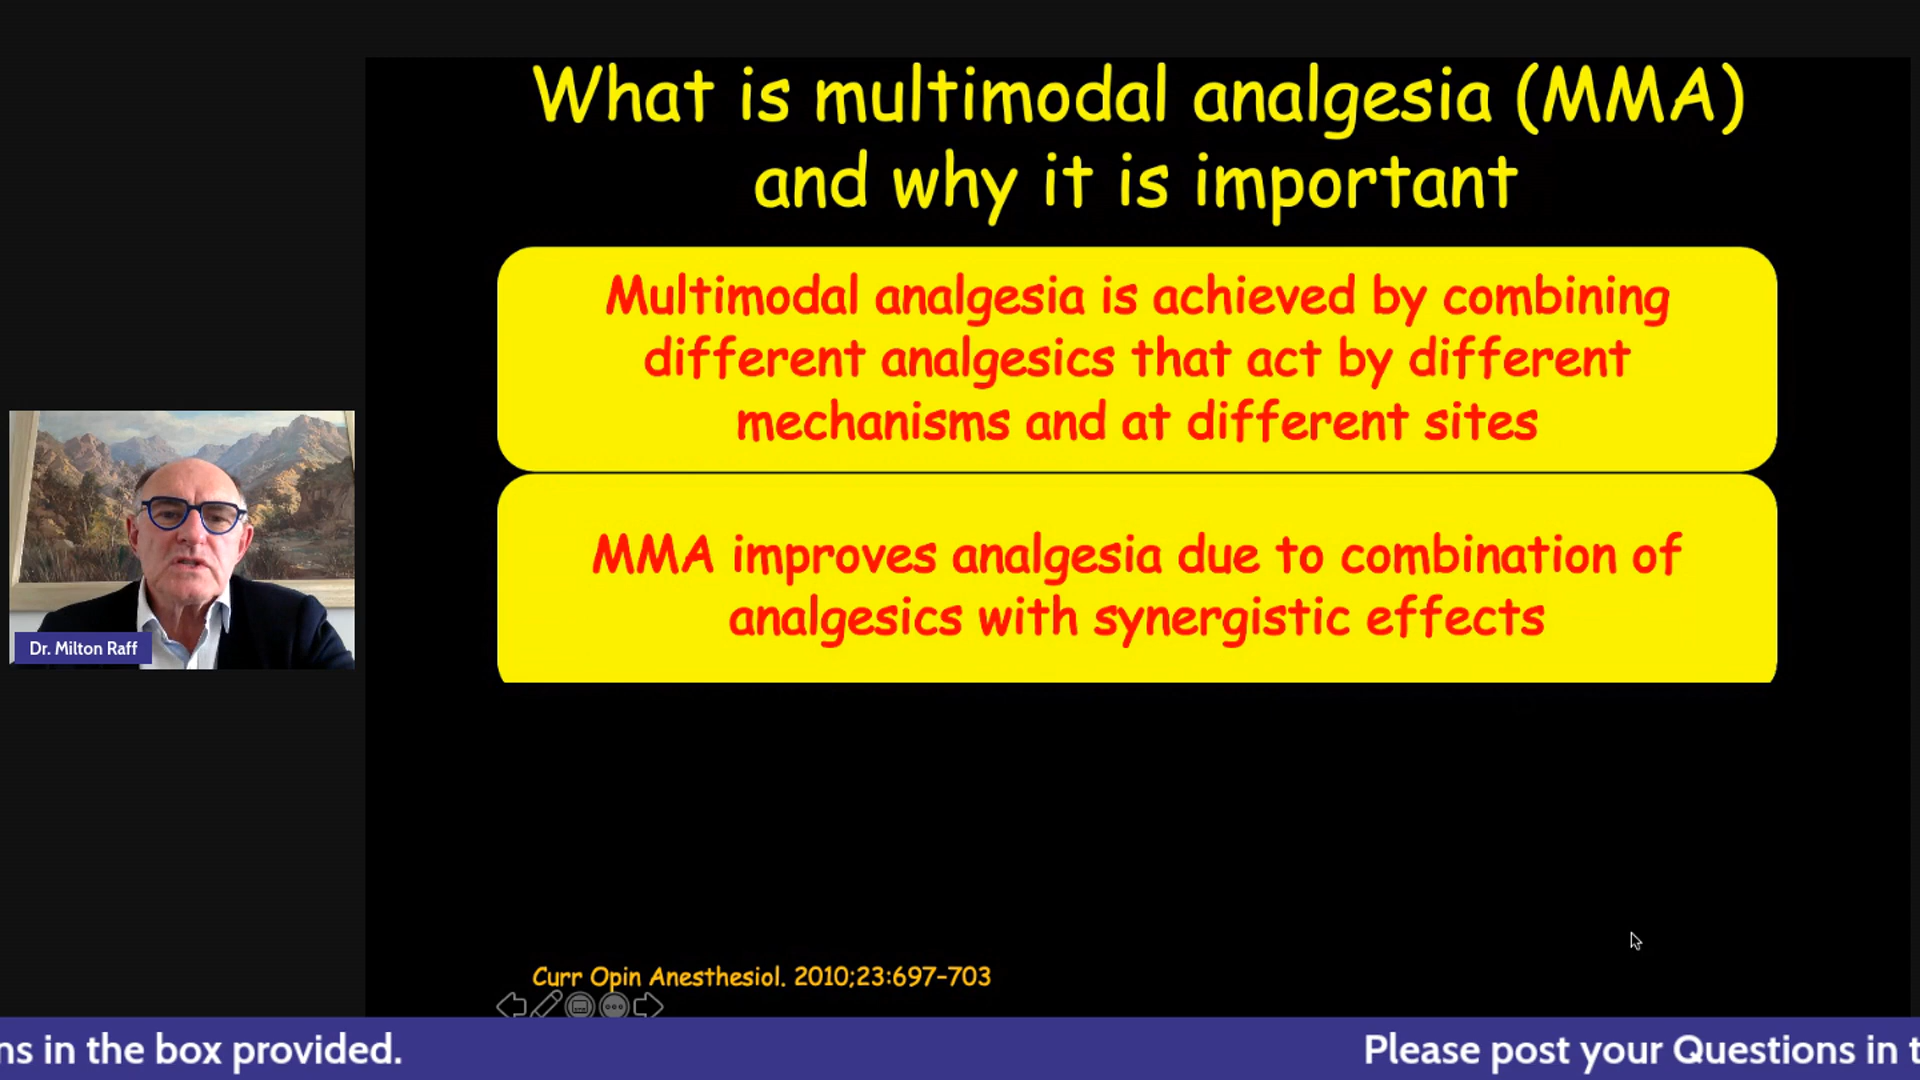 What is multimodal analgesia (MMA)
and why it is important
Multimodal analgesia is achieved by combining
different analgesics that act by different
mechanisms and at different sites
MMA improves analgesia due to combination of
analgesics with synergistic effects
Dr. Milton Raff
Curr Opin Anesthesiol. 2010;23:697–703
ns in the box provided.
Please post your Questions in t